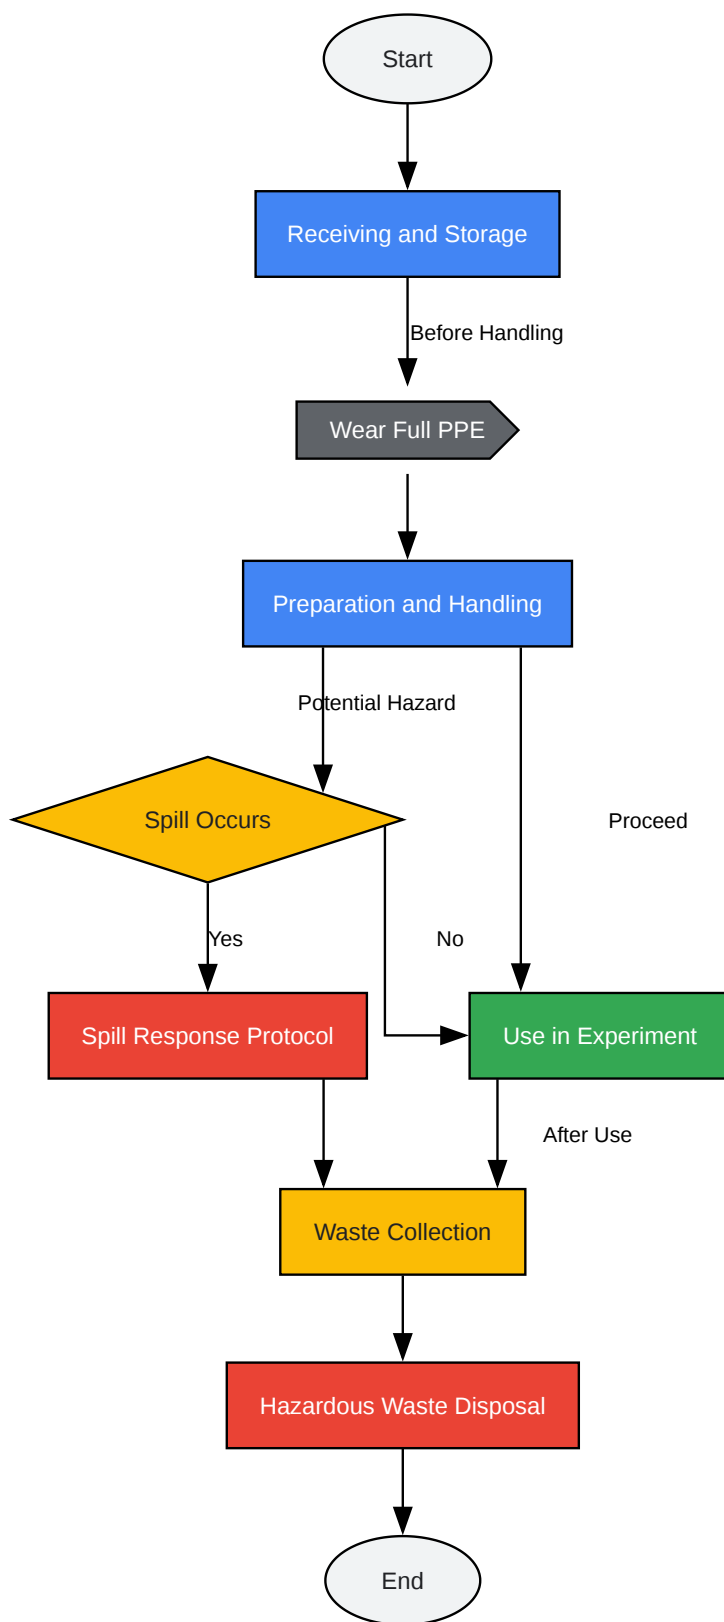 Start
Receiving and Storage
Before Handling
Wear Full PPE
Preparation and Handling
Potential Hazard
Spill Occurs
Proceed
Yes
No
Spill Response Protocol
Use in Experiment
After Use
Waste Collection
Hazardous Waste Disposal
End